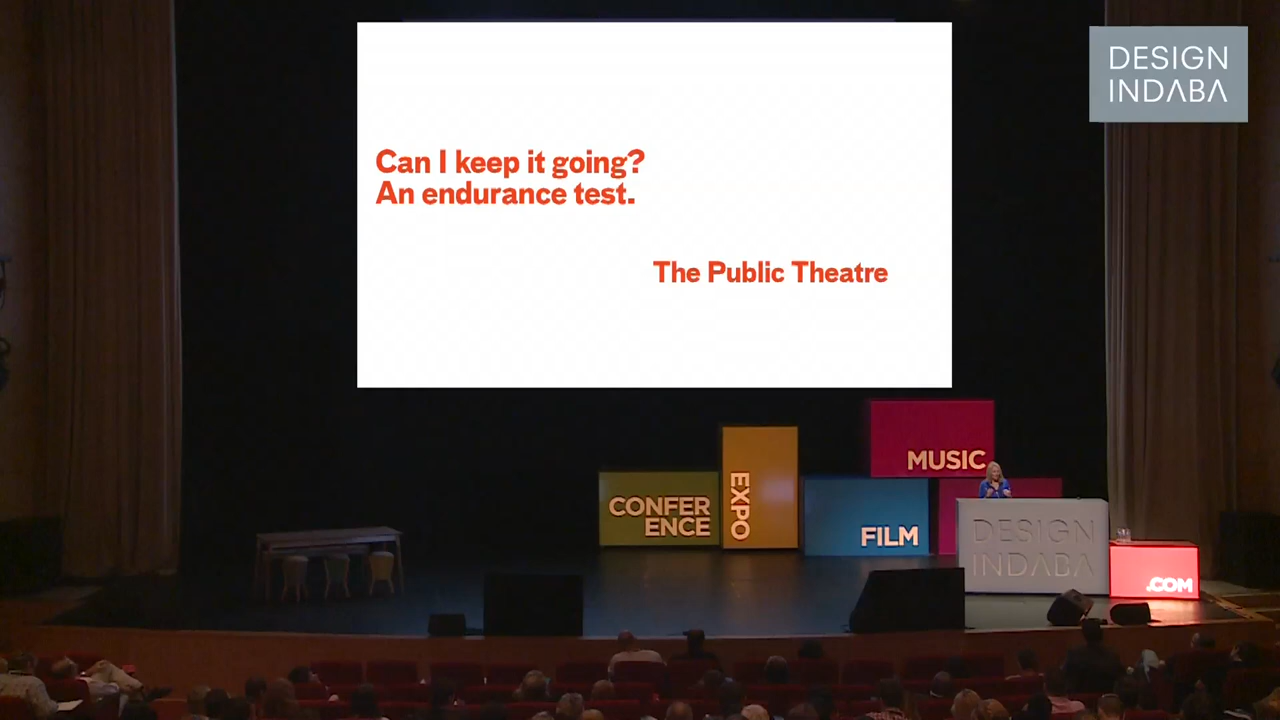 DESIGN
INDABA
Can I keep it going?
An endurance test.
The Public Theatre
MUSIC
CONFER
ENCE
EXPO
FILM
DESIGN
INDABA
.COM